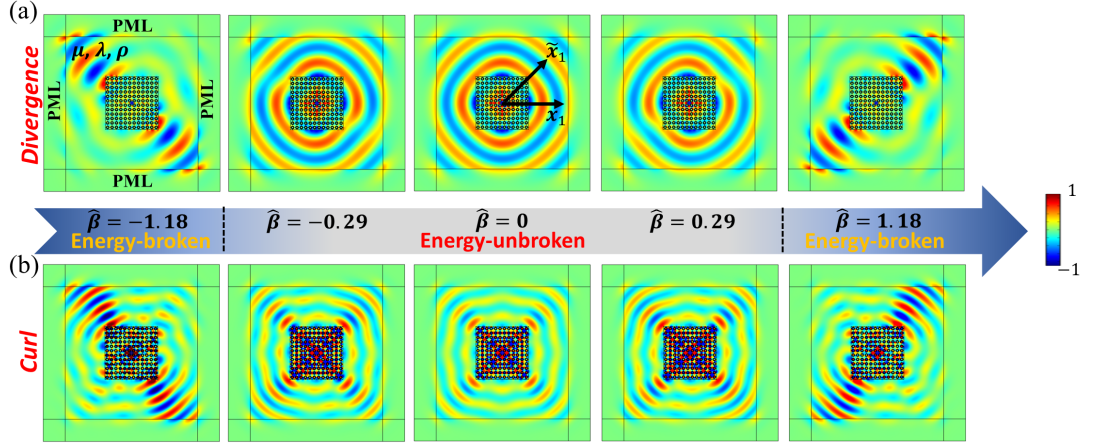 (a)
Divergence
PML
μ, λ, ρ
PML
PML
PML
x̃₁
x₁
β̂ = −1.18
β̂ = −0.29
β̂ = 0
β̂ = 0.29
β̂ = 1.18
Energy-broken
Energy-unbroken
Energy-broken
1
−1
(b)
Curl